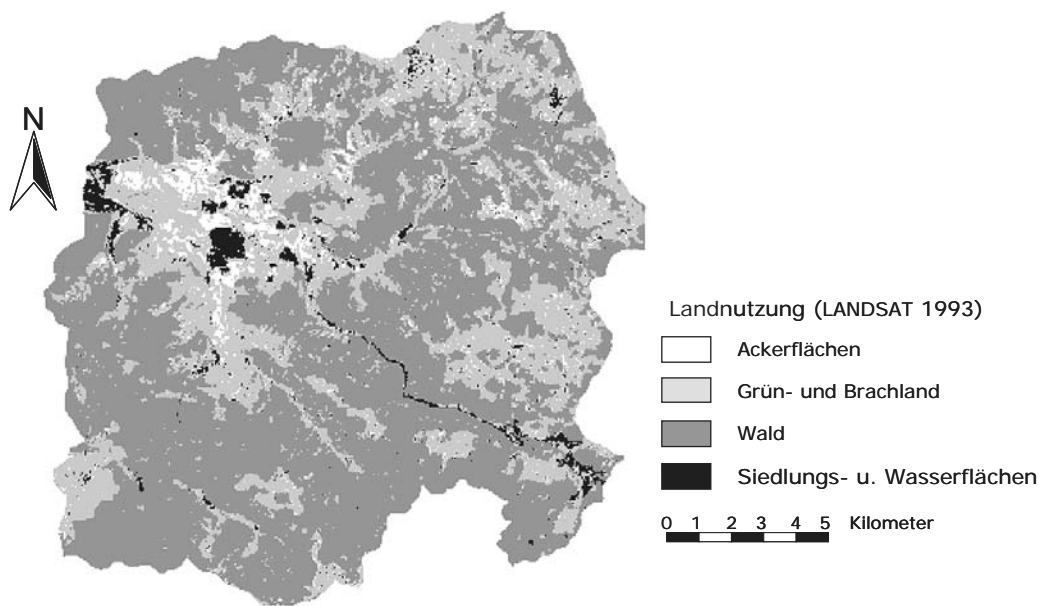 N
Landnutzung (LANDSAT 1993)
Ackerflächen
Grün- und Brachland
Wald
Siedlungs- u. Wasserflächen
0 1 2 3 4 5 Kilometer